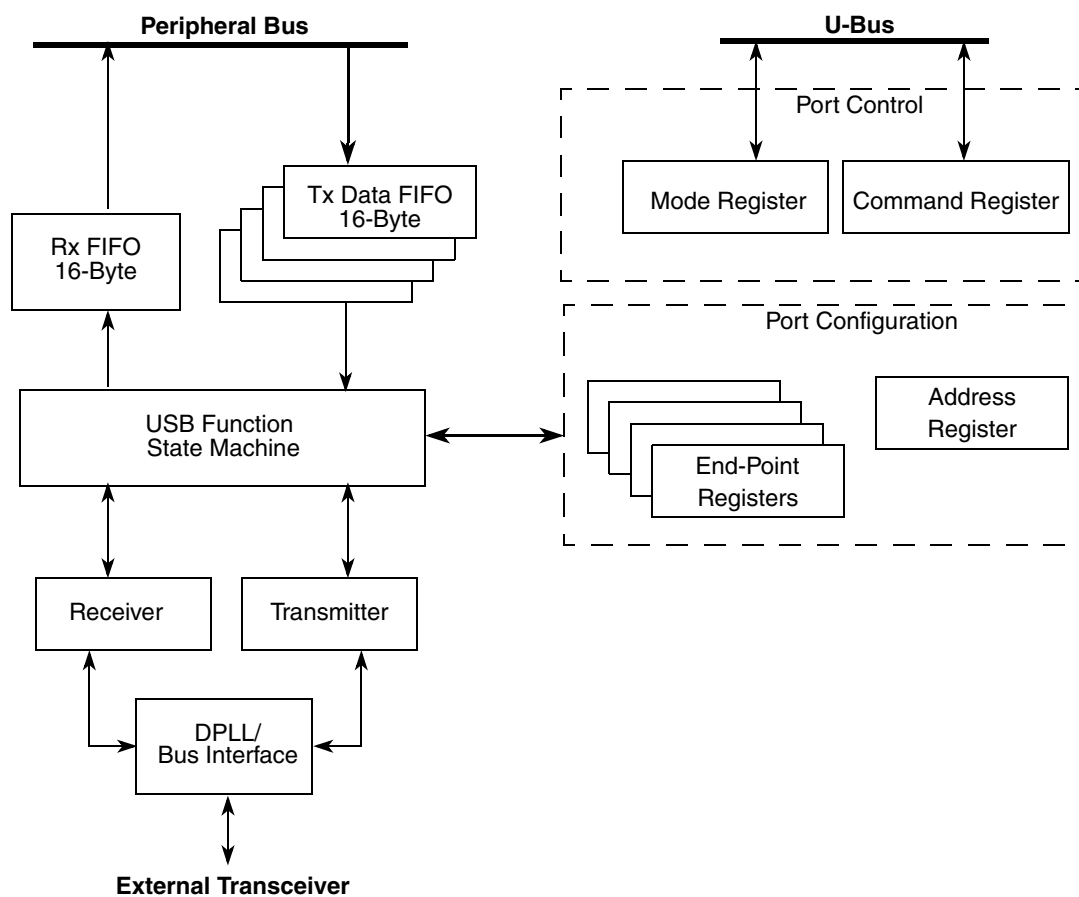 Peripheral Bus
U-Bus
Port Control
Tx Data FIFO
16-Byte
Mode Register
Command Register
Rx FIFO
16-Byte
Port Configuration
USB Function
State Machine
Address
Register
End-Point
Registers
Receiver
Transmitter
DPLL/
Bus Interface
External Transceiver